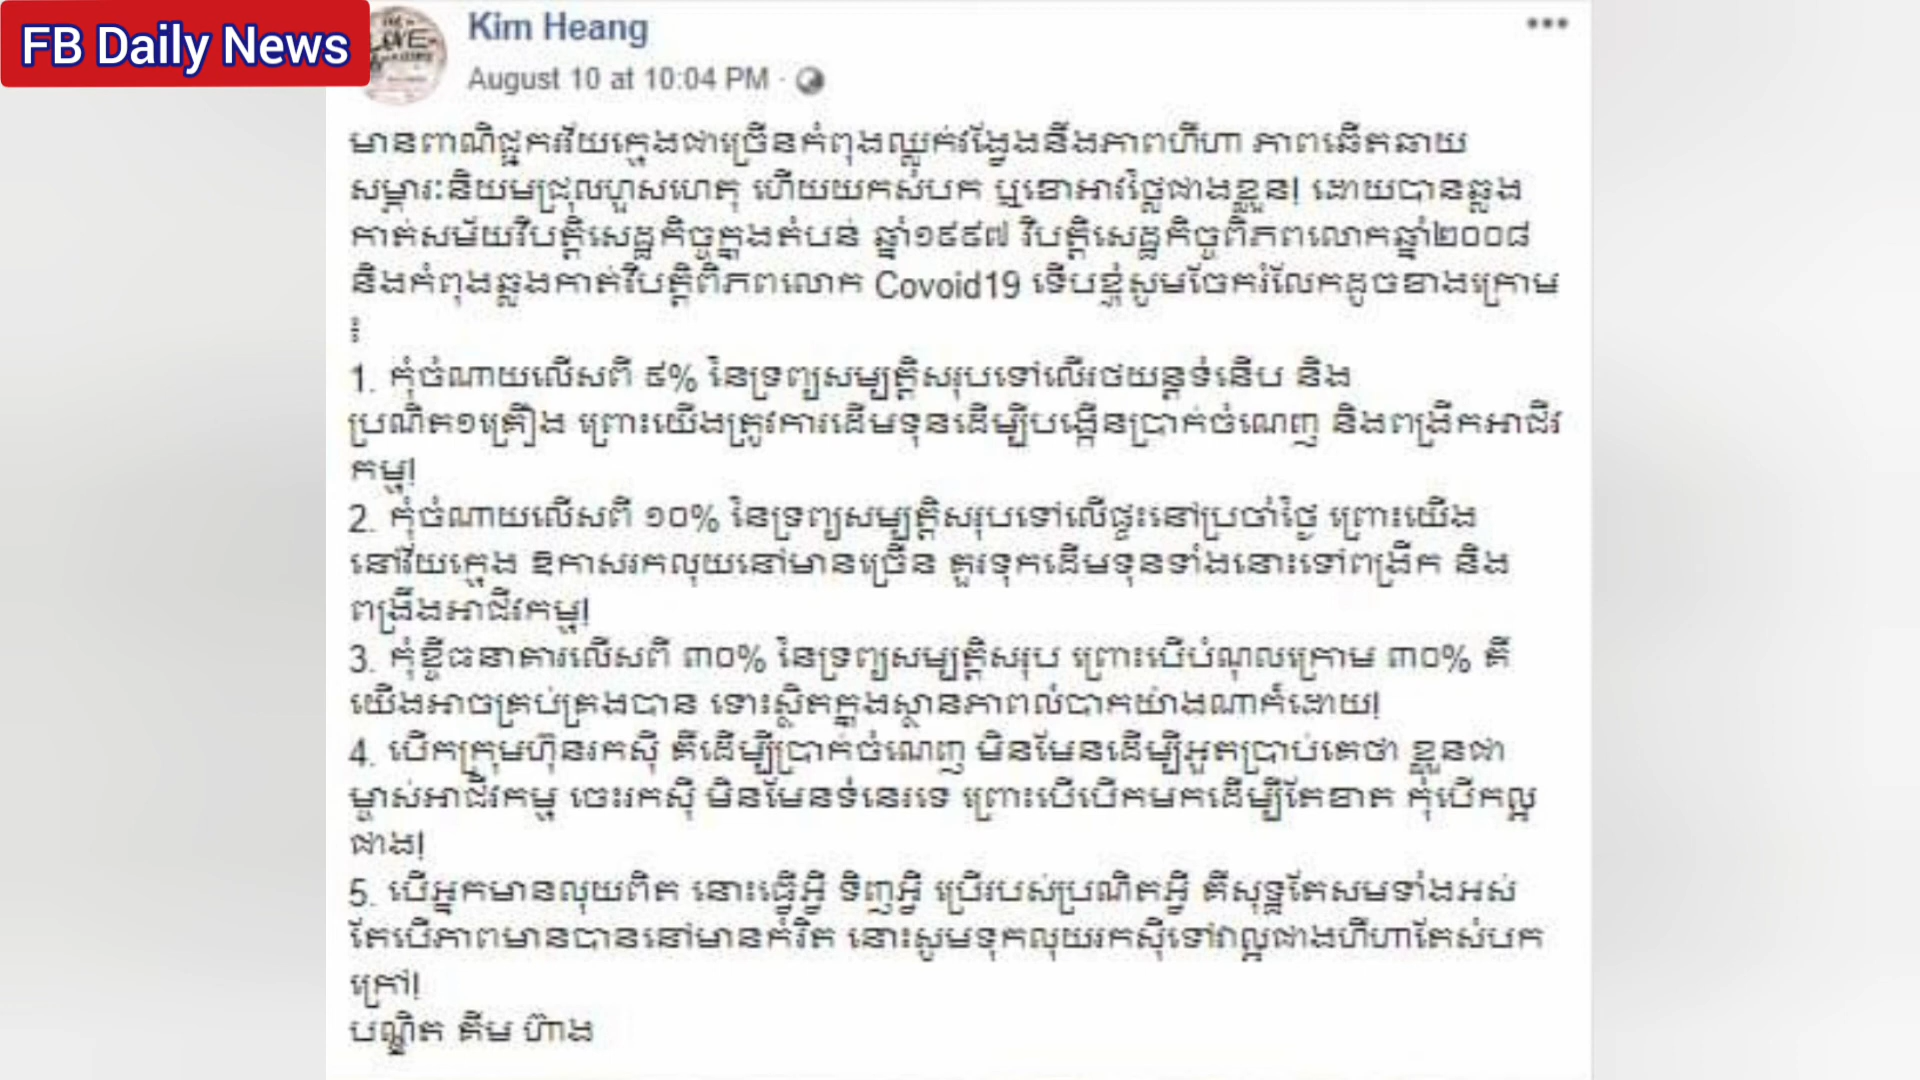 FB Daily News
Kim Heang
August 10 at 10:04 PM
មានពាណិជ្ជករវ័យក្មេងជាច្រើនកំពុងឈ្លក់វង្វែងនឹងភាពហ៊ឺហា ភាពឆើតឆាយ
សម្ភារៈនិយមជ្រុលហួសហេតុ ហើយយកសំបក ឬខោអាវថ្លៃជាងខ្លួន! ដោយបានឆ្លង
កាត់សម័យវិបត្តិសេដ្ឋកិច្ចក្នុងតំបន់ ឆ្នាំ១៩៩៧ វិបត្តិសេដ្ឋកិច្ចពិភពលោកឆ្នាំ២០០៨
និងកំពុងឆ្លងកាត់វិបត្តិពិភពលោក Covoid19 ទើបខ្ញុំសូមចែករំលែកដូចខាងក្រោម
៖
1. កុំចំណាយលើសពី ៩% នៃទ្រព្យសម្បត្តិសរុបទៅលើរថយន្តទំនើប និង
ប្រណិត១គ្រឿង ព្រោះយើងត្រូវការដើមទុនដើម្បីបង្កើនប្រាក់ចំណេញ និងពង្រីកអាជីវ
កម្ម!
2. កុំចំណាយលើសពី ១០% នៃទ្រព្យសម្បត្តិសរុបទៅលើផ្ទះនៅប្រចាំថ្ងៃ ព្រោះយើង
នៅវ័យក្មេង ឱកាសរកលុយនៅមានច្រើន គួរទុកដើមទុនទាំងនោះទៅពង្រីក និង
ពង្រឹងអាជីវកម្ម!
3. កុំខ្ចីធនាគារលើសពី ៣០% នៃទ្រព្យសម្បត្តិសរុប ព្រោះបើបំណុលក្រោម ៣០% គឺ
យើងអាចគ្រប់គ្រងបាន ទោះស្ថិតក្នុងស្ថានភាពលំបាកយ៉ាងណាក៏ដោយ!
4. បើកក្រុមហ៊ុនរកស៊ី គឺដើម្បីប្រាក់ចំណេញ មិនមែនដើម្បីអួតប្រាប់គេថា ខ្លួនជា
ម្ចាស់អាជីវកម្ម ចេះរកស៊ី មិនមែនទំនេរទេ ព្រោះបើបើកមកដើម្បីតែខាត កុំបើកល្អ
ជាង!
5. បើអ្នកមានលុយពិត នោះធ្វើអ្វី ទិញអ្វី ប្រើរបស់ប្រណិតអ្វី គឺសុទ្ធតែសមទាំងអស់
តែបើភាពមានបាននៅមានកំរិត នោះសូមទុកលុយរកស៊ីទៅវាល្អជាងហ៊ឺហាតែសំបក
ក្រៅ!
បណ្ឌិត គឹម ហ៊ាង